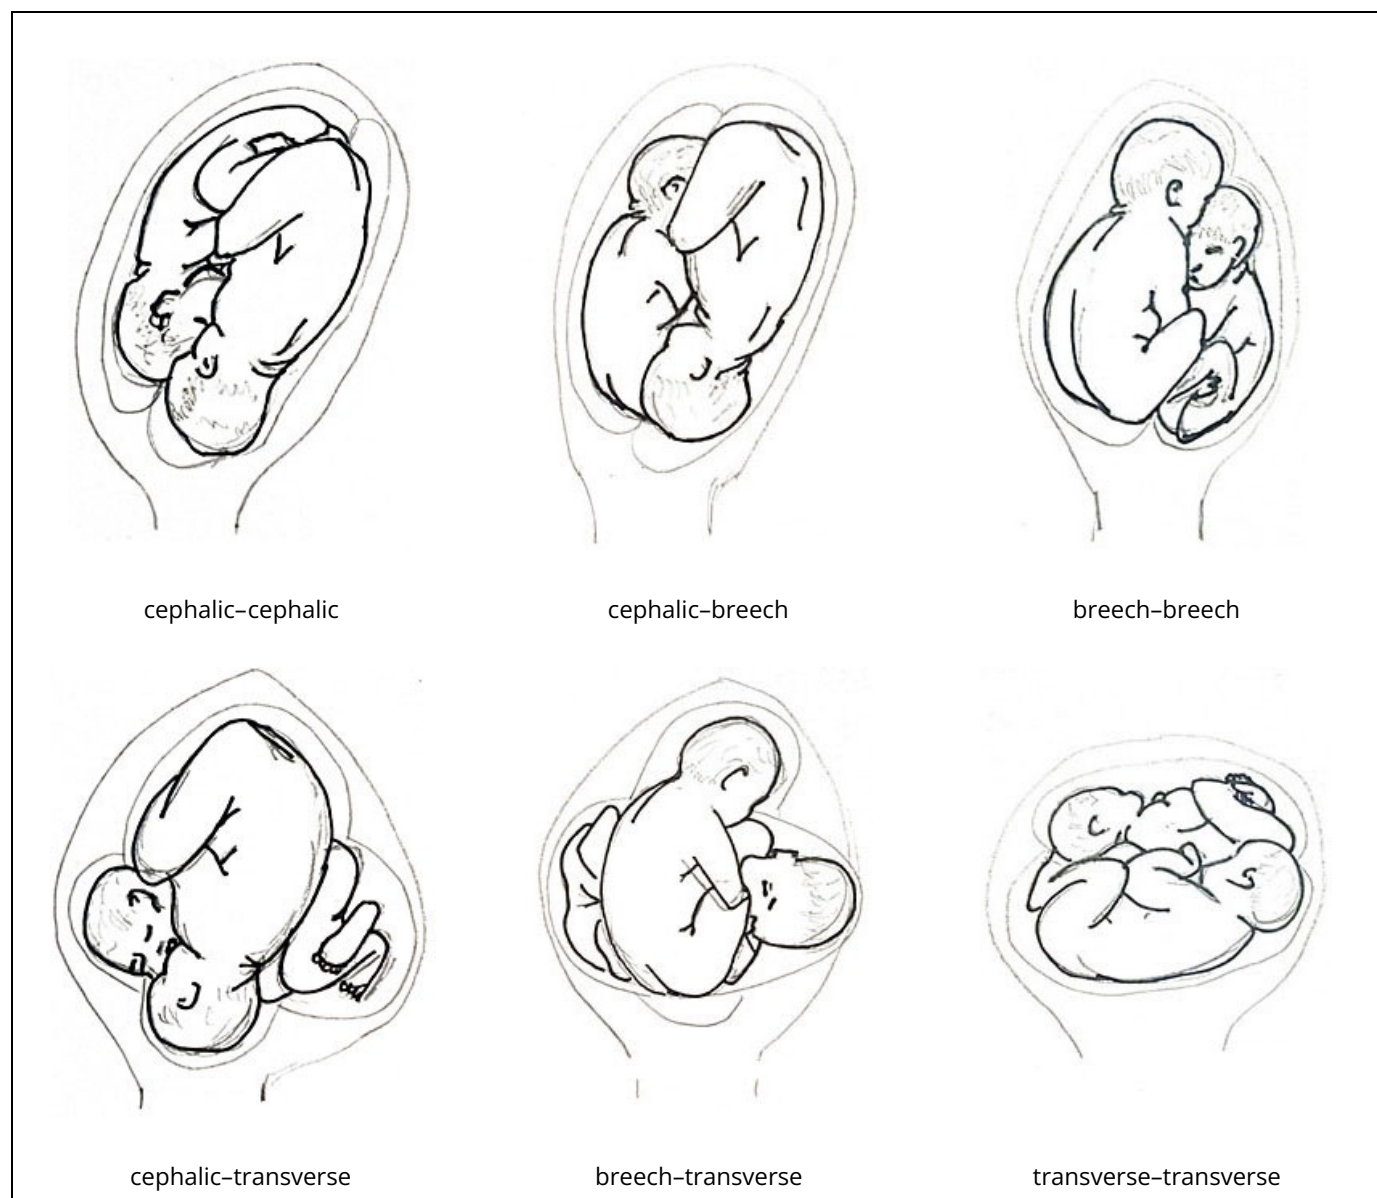 cephalic–cephalic
cephalic–breech
breech–breech
cephalic–transverse
breech–transverse
transverse–transverse